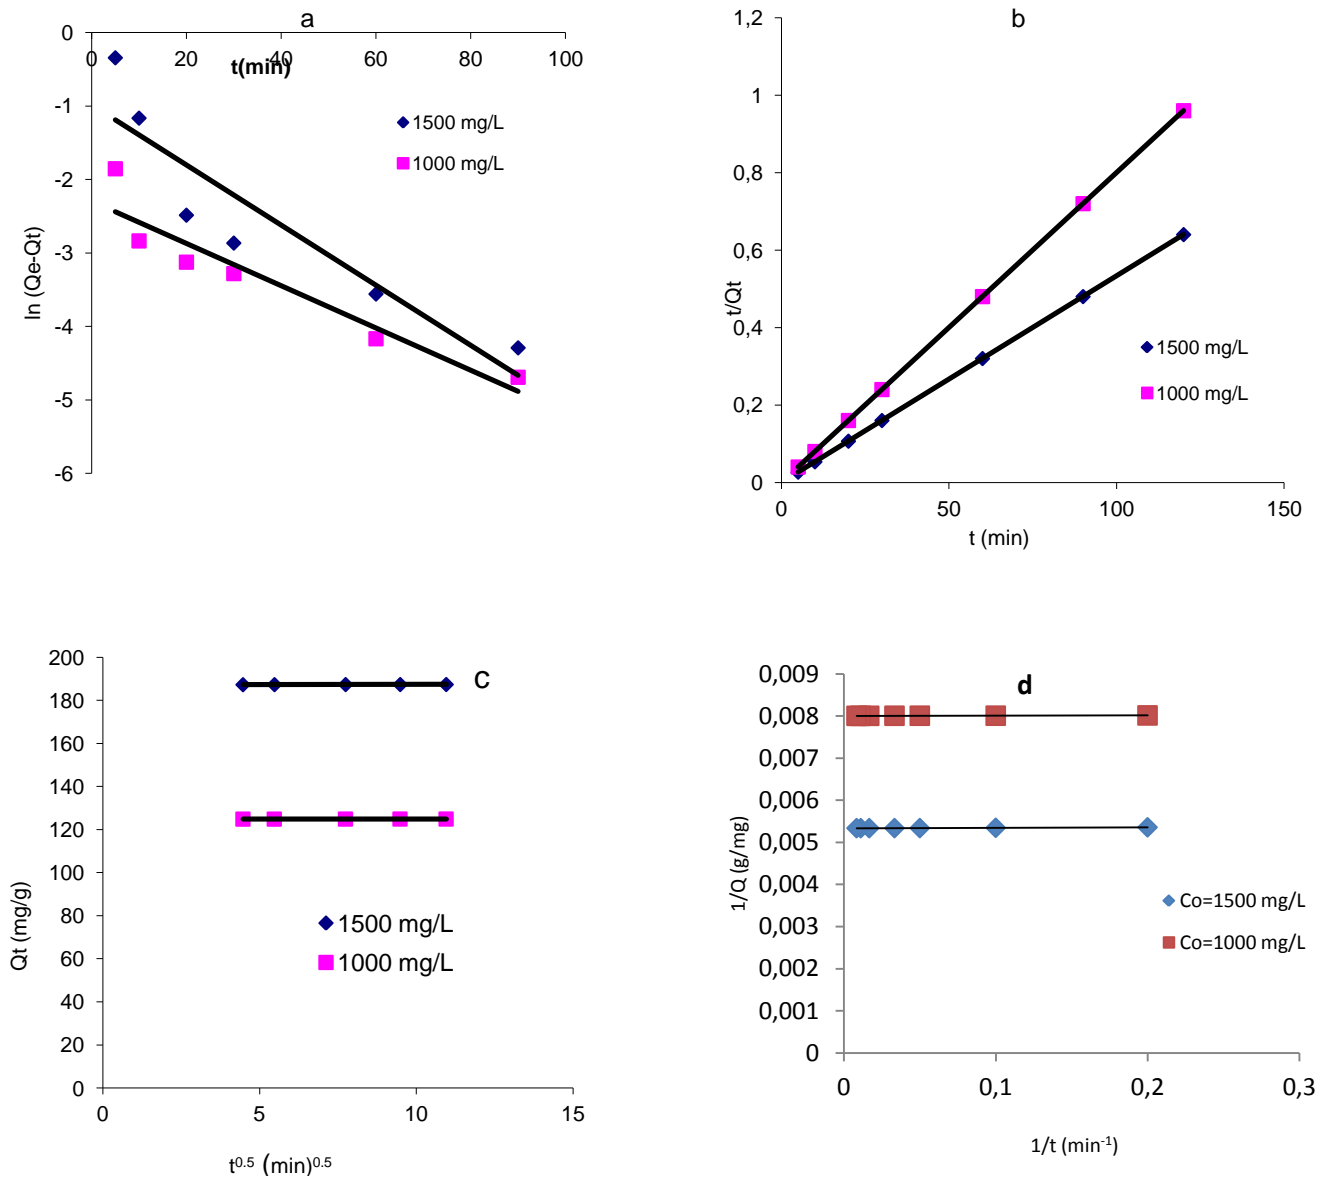 a
0
0
20
40
60
80
100
t(min)
-1
-2
-3
-4
-5
-6
ln (Qe-Qt)
1500 mg/L
1000 mg/L
b
1,2
1
0,8
0,6
0,4
0,2
0
t/Qt
0
50
100
150
t (min)
1500 mg/L
1000 mg/L
c
200
180
160
140
120
100
80
60
40
20
0
Qt (mg/g)
0
5
10
15
t0.5 (min)0.5
1500 mg/L
1000 mg/L
d
0,009
0,008
0,007
0,006
0,005
0,004
0,003
0,002
0,001
0
1/Q (g/mg)
0
0,1
0,2
0,3
1/t (min-1)
Co=1500 mg/L
Co=1000 mg/L